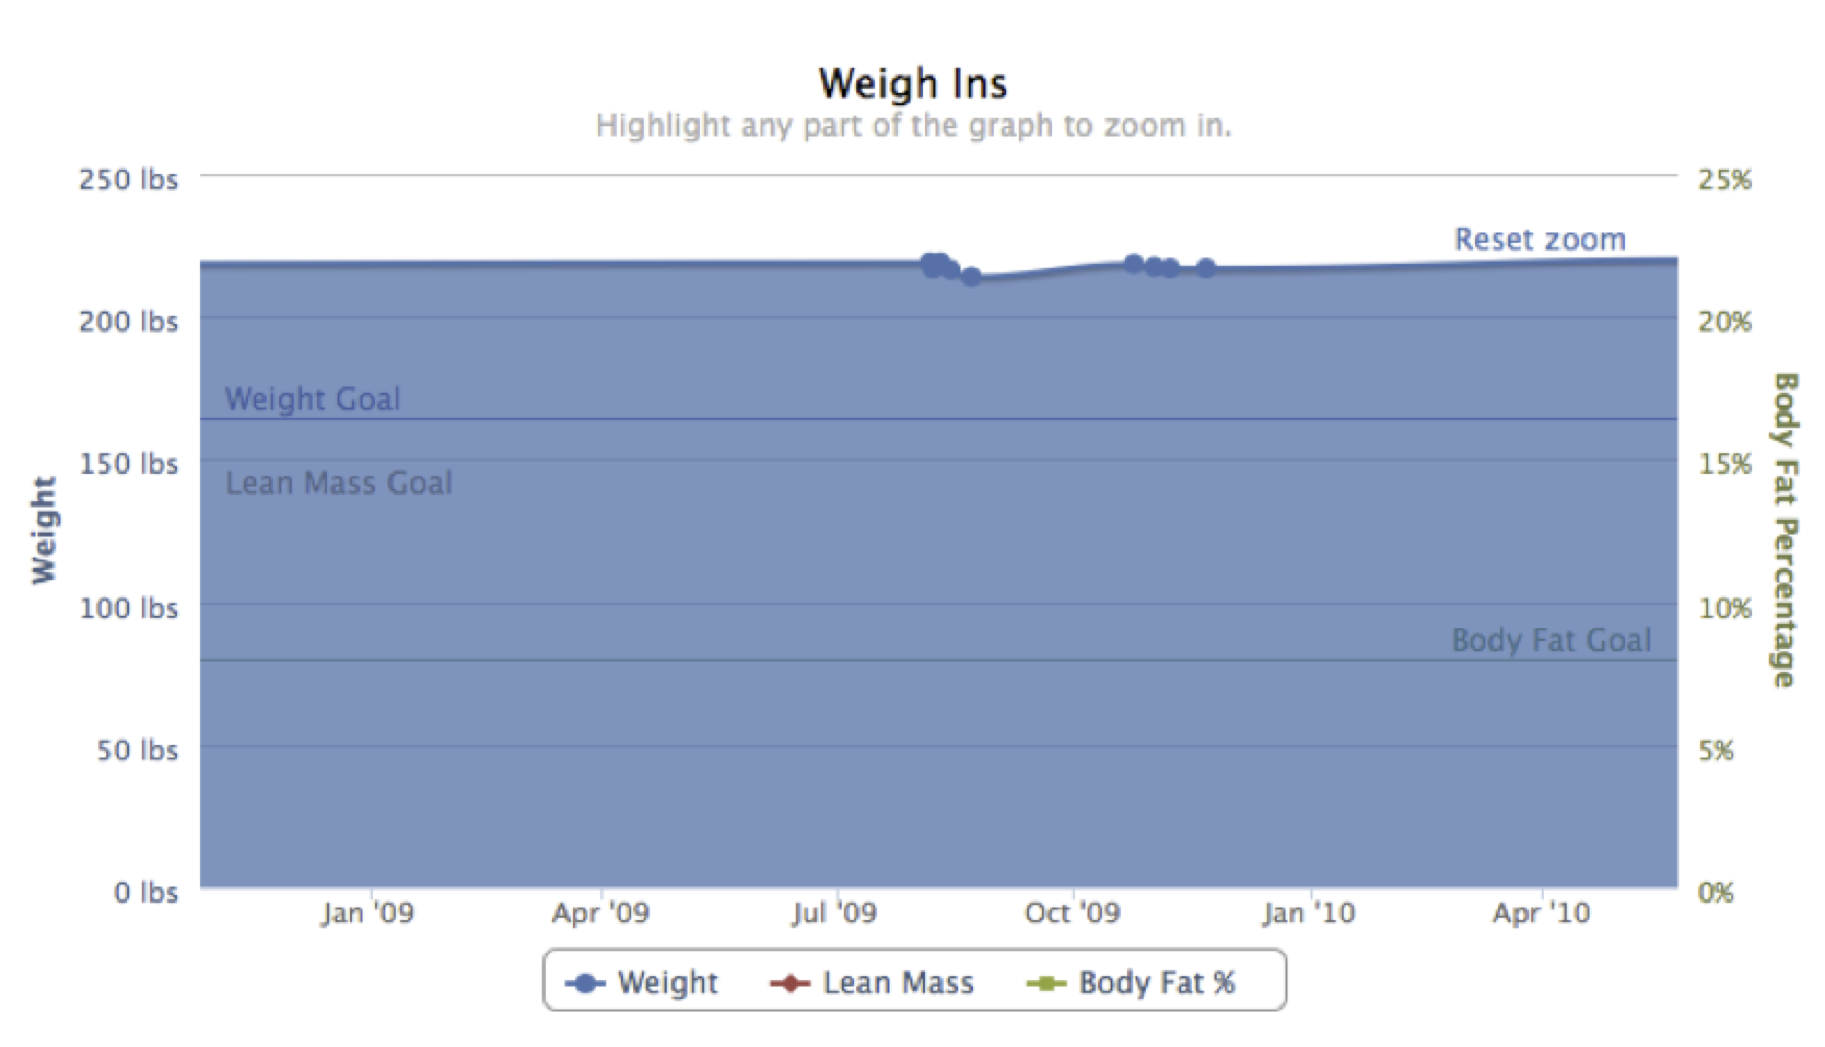 Weigh Ins
Highlight any part of the graph to zoom in.
250 lbs
25%
Reset zoom
200 lbs
20%
Weight Goal
150 lbs
15%
Lean Mass Goal
Weight
Body Fat Percentage
100 lbs
10%
Body Fat Goal
50 lbs
5%
0 lbs
0%
Jan '09 Apr '09 Jul '09 Oct '09 Jan '10 Apr '10
Weight Lean Mass Body Fat %